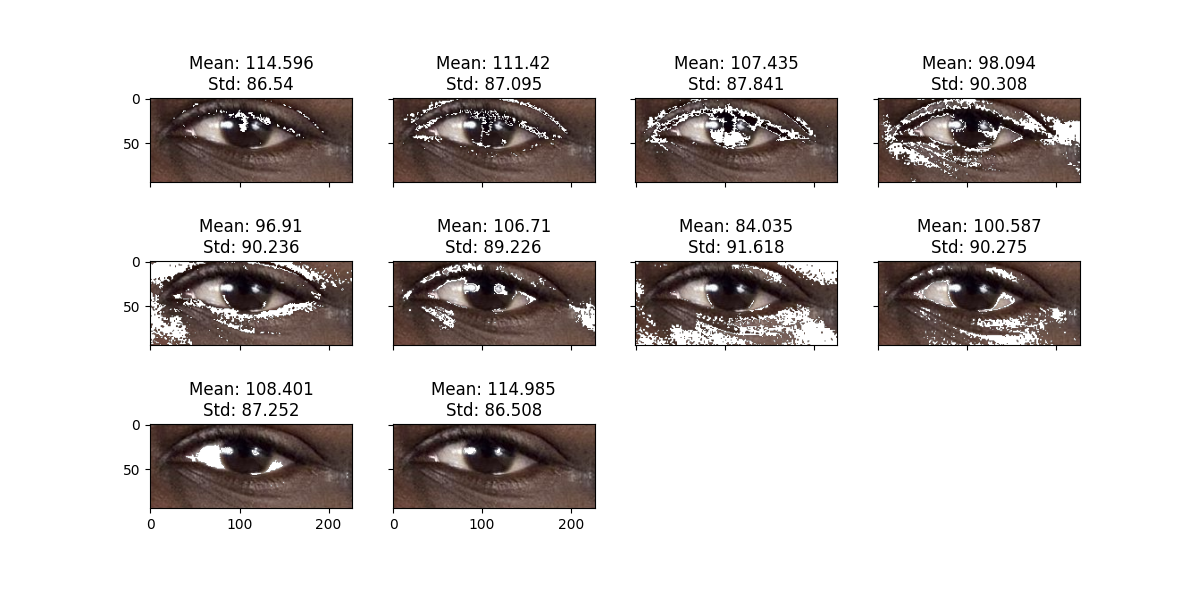 Mean: 114.596
Std: 86.54
Mean: 111.42
Std: 87.095
Mean: 107.435
Std: 87.841
Mean: 98.094
Std: 90.308
0
50
Mean: 96.91
Std: 90.236
Mean: 106.71
Std: 89.226
Mean: 84.035
Std: 91.618
Mean: 100.587
Std: 90.275
0
50
Mean: 108.401
Std: 87.252
Mean: 114.985
Std: 86.508
0
50
0 100 200
0 100 200